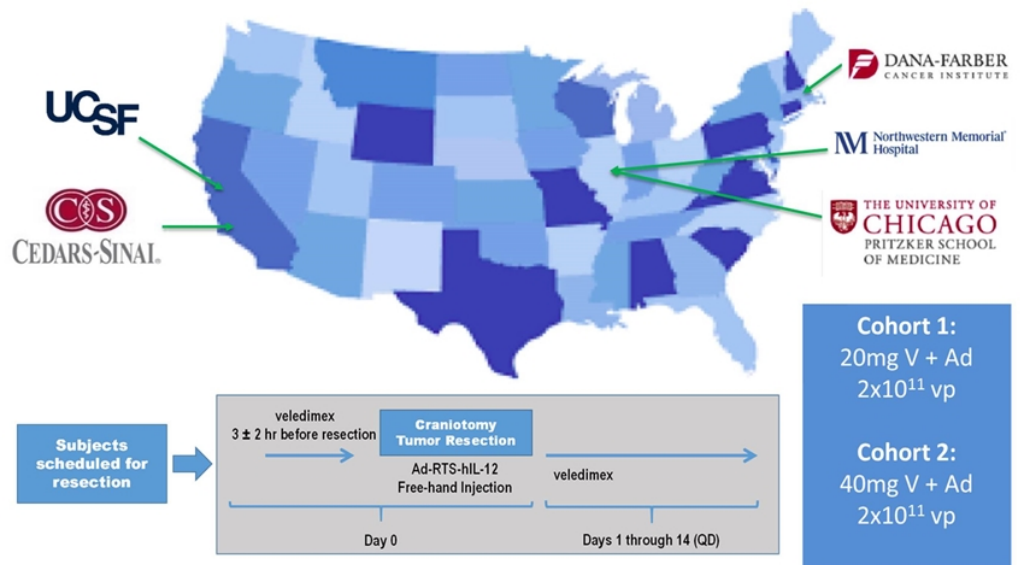 UCSF
CS
CEDARS-SINAI®
DANA-FARBER
CANCER INSTITUTE
NM Northwestern Memorial®
Hospital
THE UNIVERSITY OF
CHICAGO
PRITZKER SCHOOL
OF MEDICINE
Subjects
scheduled for
resection
veledimex
3 ± 2 hr before resection
Craniotomy
Tumor Resection
Ad-RTS-hIL-12
Free-hand Injection
veledimex
Day 0
Days 1 through 14 (QD)
Cohort 1:
20mg V + Ad
2x10¹¹ vp
Cohort 2:
40mg V + Ad
2x10¹¹ vp